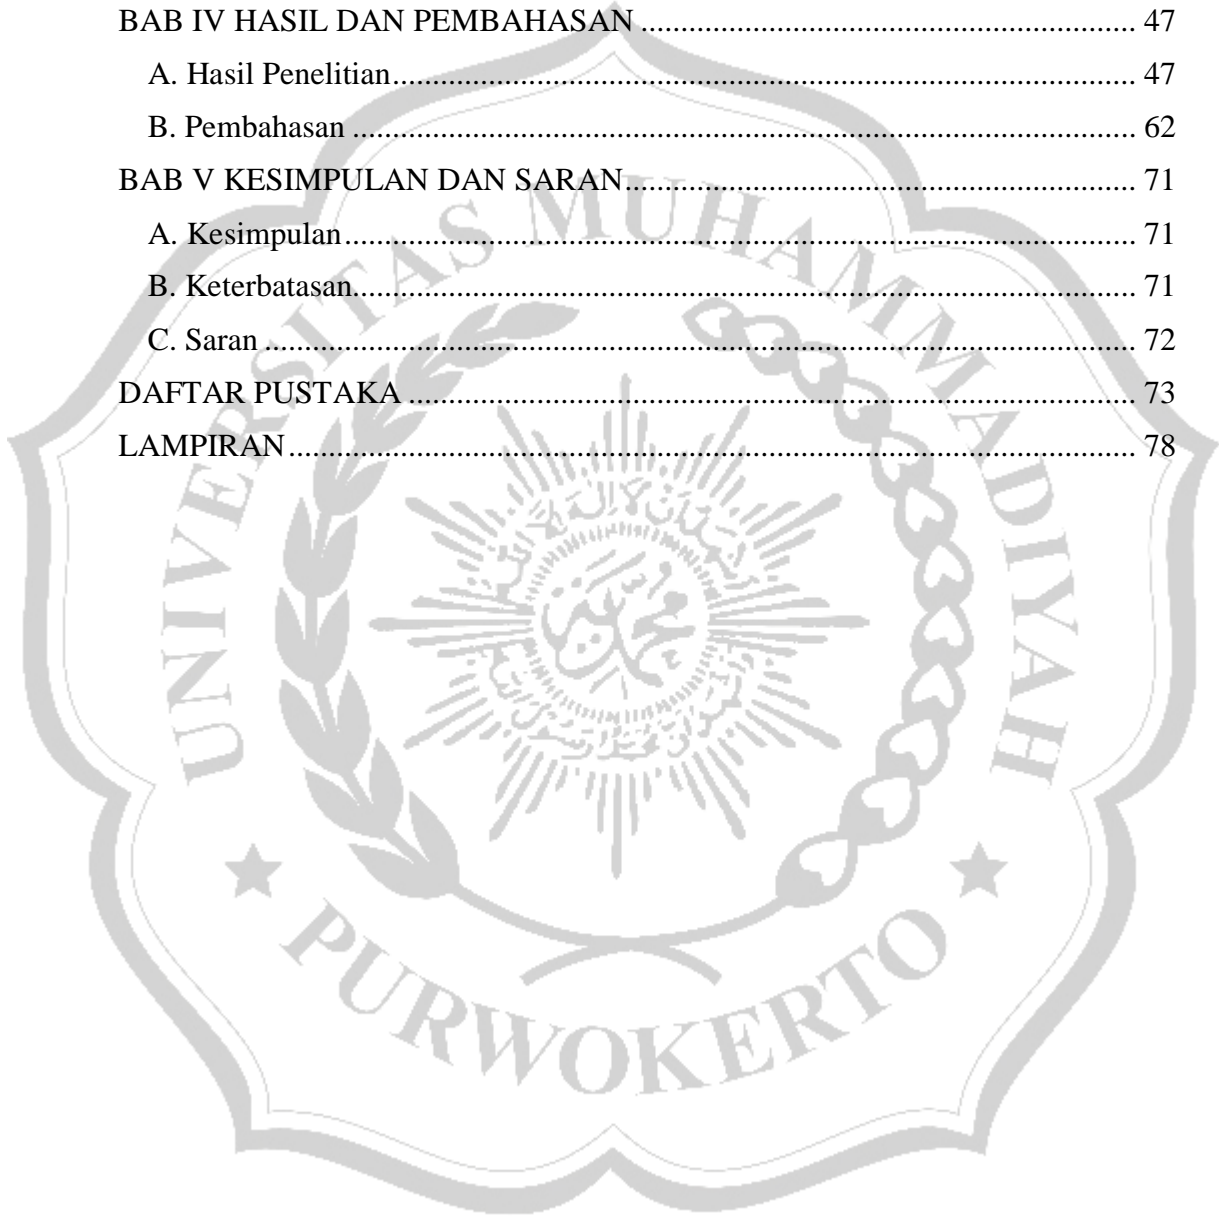 BAB IV HASIL DAN PEMBAHASAN ........................................................ 47
A. Hasil Penelitian ........................................................ 47
B. Pembahasan ........................................................ 62
BAB V KESIMPULAN DAN SARAN ........................................................ 71
A. Kesimpulan ........................................................ 71
B. Keterbatasan ........................................................ 71
C. Saran ........................................................ 72
DAFTAR PUSTAKA ........................................................ 73
LAMPIRAN ........................................................ 78
UNIVERSITAS MUHAMMADIYAH
PURWOKERTO